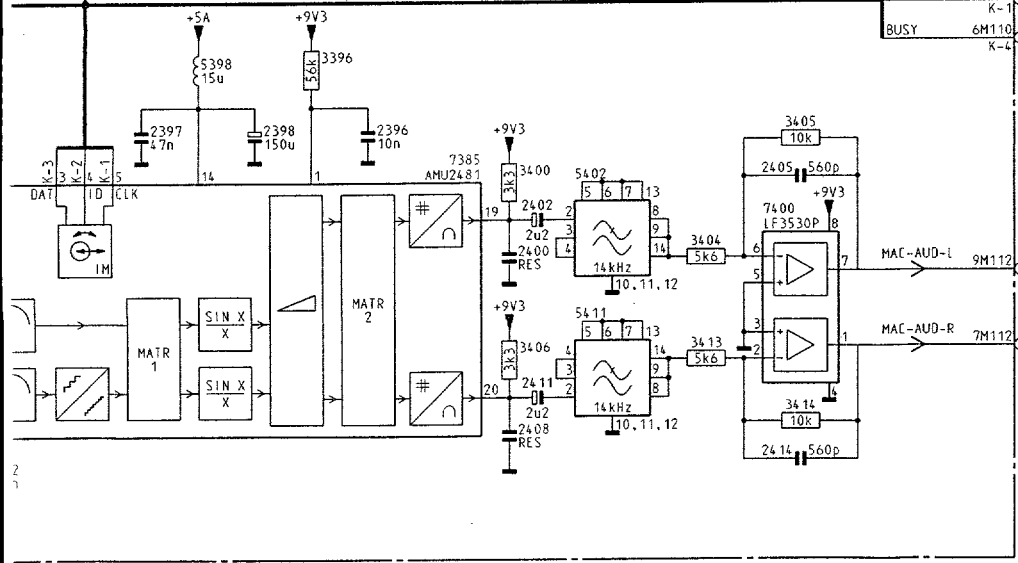 K-1
BUSY 6M110
K-4
+5A
+9V3
5398
15u
56k
3396
2397
47n
2398
150u
2396
10n
K-3
K-2
K-1
3
4
5
14
1
7385
AMU2481
DAT
ID
CLK
IM
+9V3
3k3
3400
19
2402
2u2
2400
RES
5402
5 6 7 13
2
3
4
8
9
14
14kHz
10,11,12
3404
5k6
3405
10k
2405 560p
+9V3
7400
LF3530P
8
6
5
7
MAC-AUD-L
9M112
3
2
1
4
MAC-AUD-R
7M112
MATR
1
SIN X
X
SIN X
X
MATR
2
+9V3
3k3
3406
20
2411
2u2
2408
RES
5411
5 6 7 13
4
3
2
14
9
8
14kHz
10,11,12
3413
5k6
3414
10k
2414 560p
2